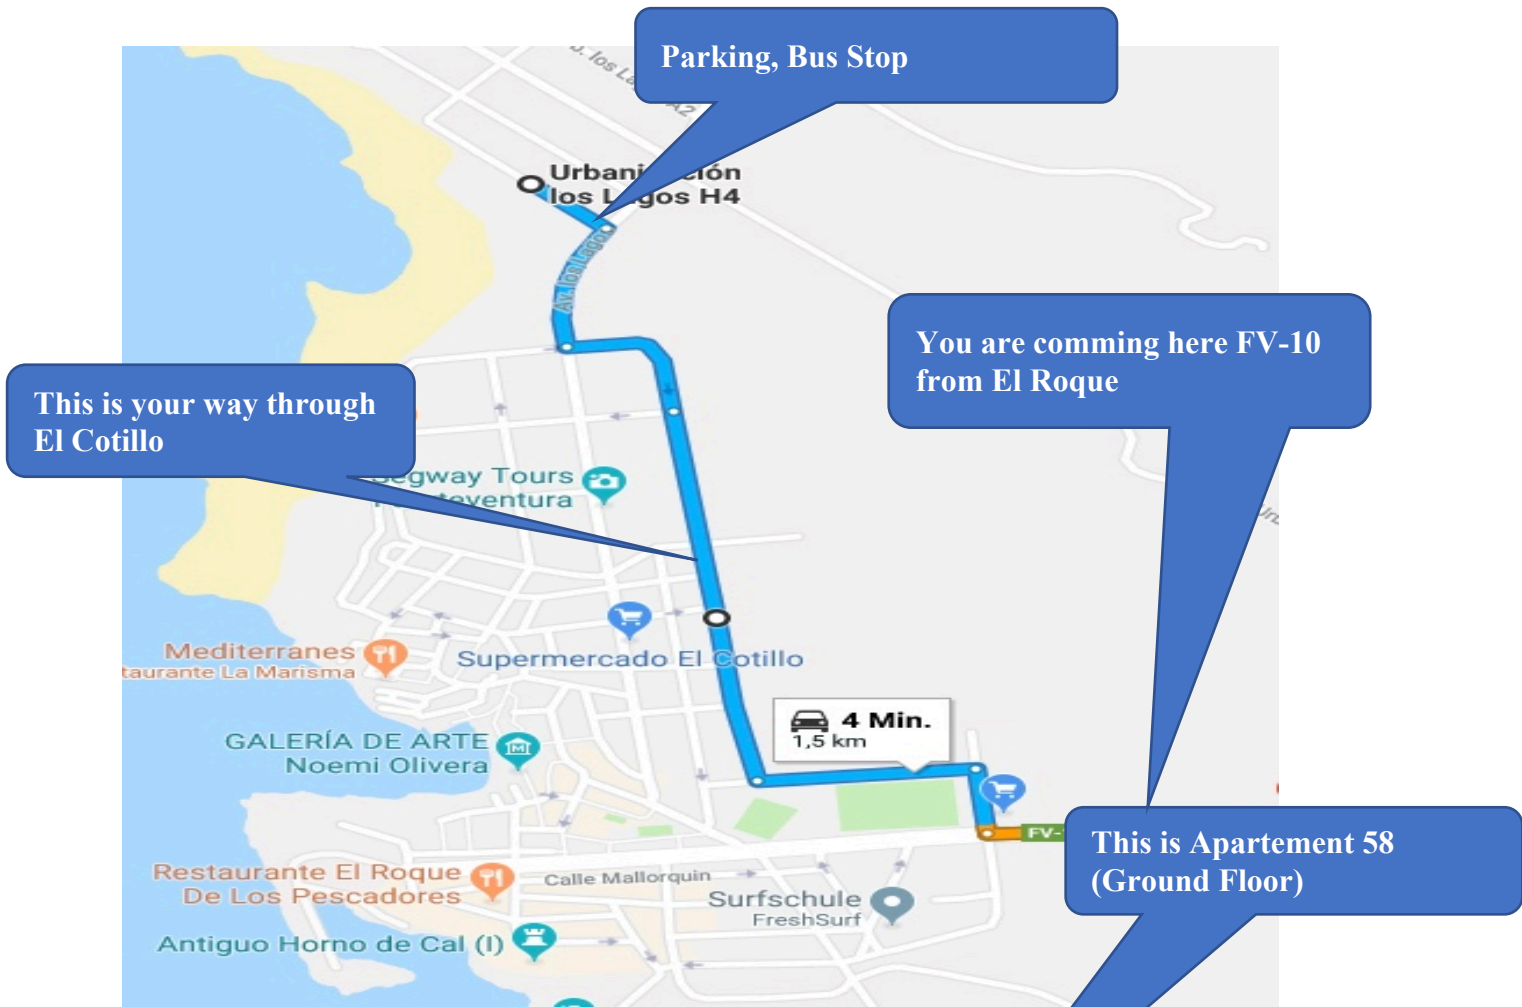 Parking, Bus Stop
los
A2
Urbanización
los Lagos H4
Av. los Lagos
You are comming here FV-10
from El Roque
This is your way through
El Cotillo
Segway Tours
Fuerteventura
Mediterranes
taurante La Marisma
Supermercado El Cotillo
4 Min.
1,5 km
GALERÍA DE ARTE
Noemi Olivera
FV-
This is Apartement 58
(Ground Floor)
Restaurante El Roque
De Los Pescadores
Calle Mallorquin
Surfschule
FreshSurf
Antiguo Horno de Cal (I)